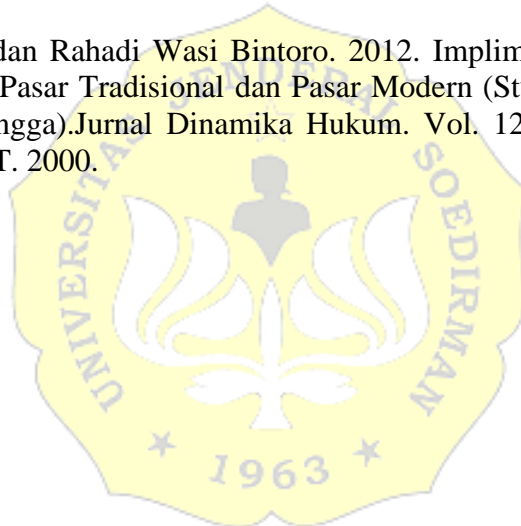 dan Rahadi Wasi Bintoro. 2012. Implim
Pasar Tradisional dan Pasar Modern (St
ngga).Jurnal Dinamika Hukum. Vol. 12
T. 2000.
UNIVERSITAS JENDERAL SOEDIRMAN
1963